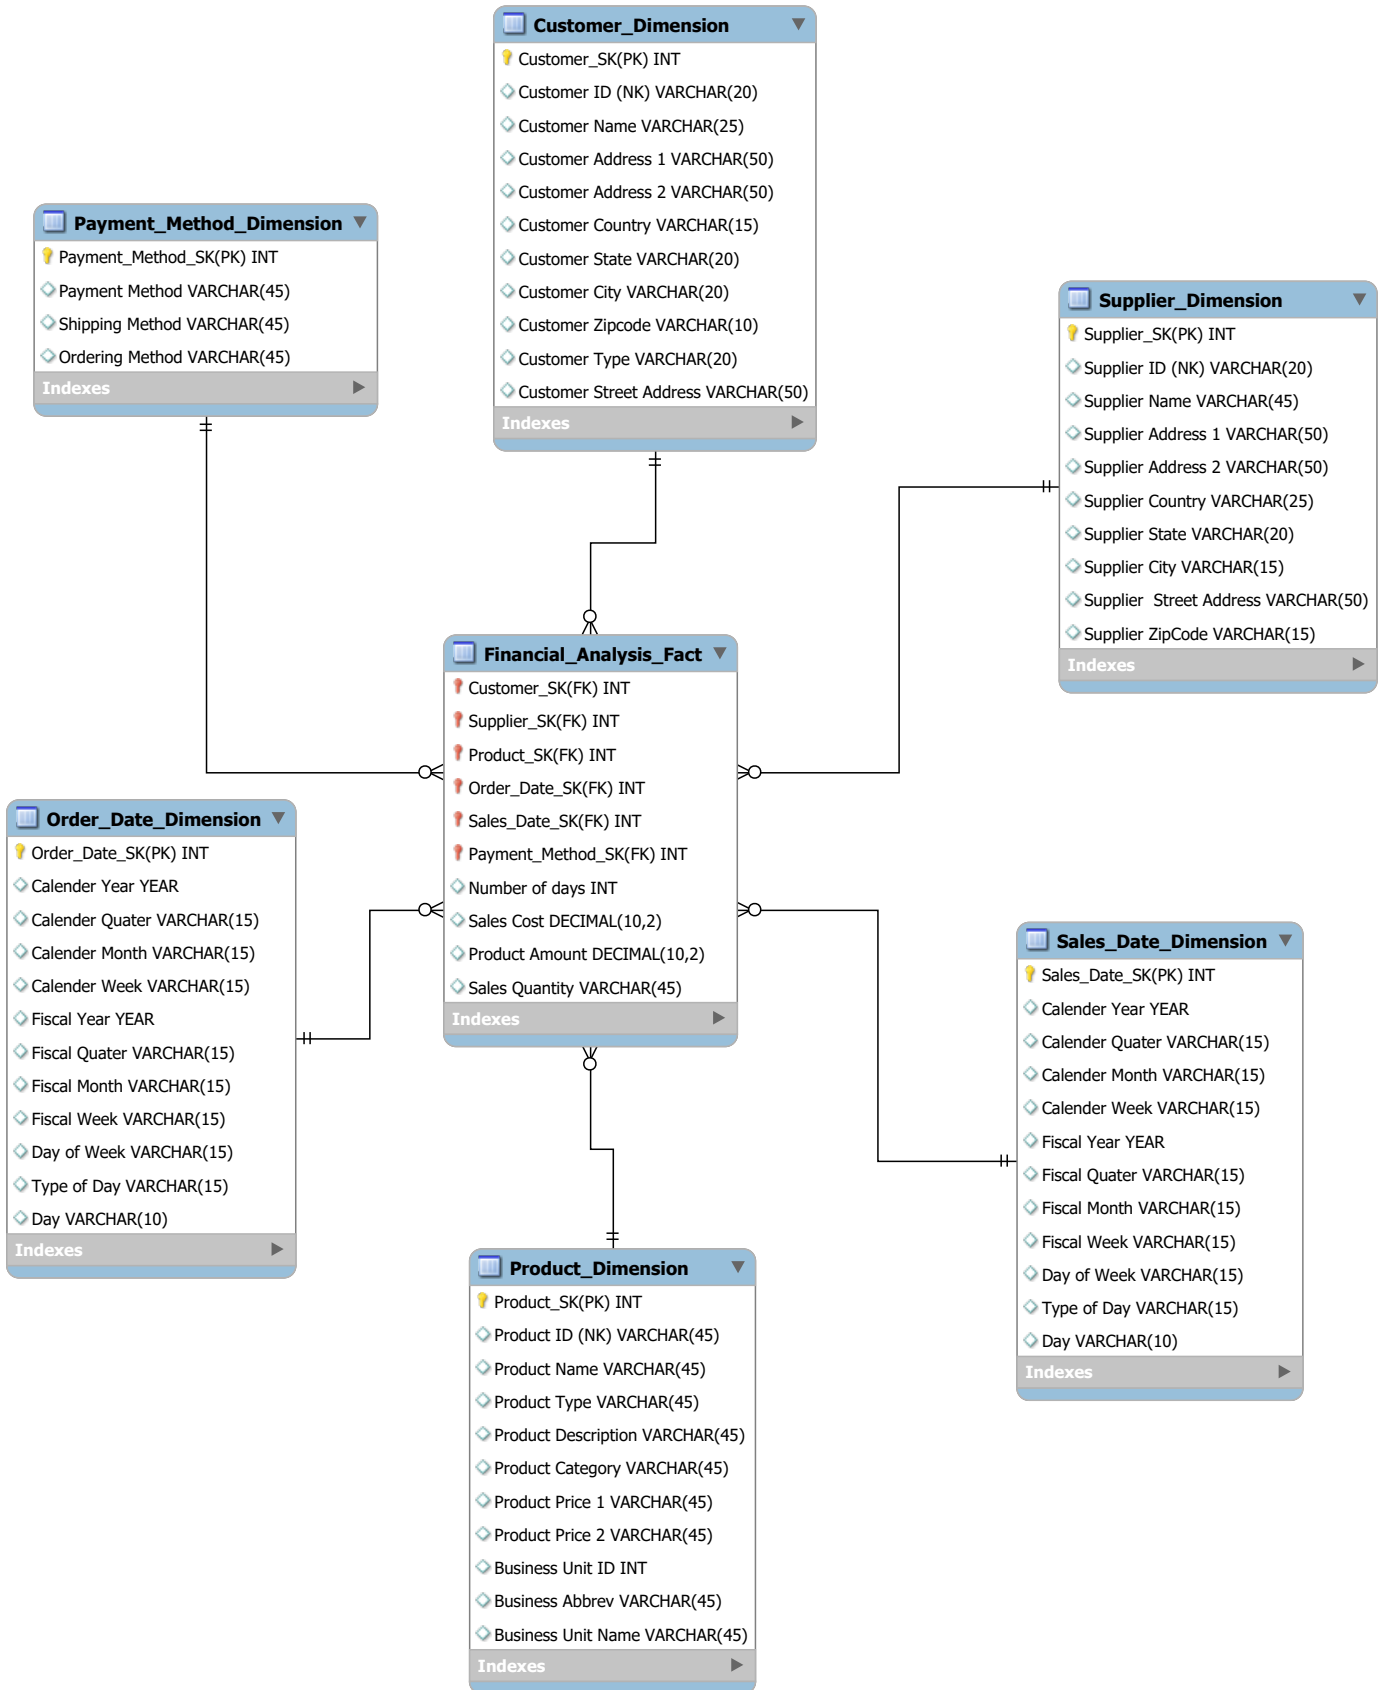 Customer_Dimension
Customer_SK(PK) INT
Customer ID (NK) VARCHAR(20)
Customer Name VARCHAR(25)
Customer Address 1 VARCHAR(50)
Customer Address 2 VARCHAR(50)
Customer Country VARCHAR(15)
Customer State VARCHAR(20)
Customer City VARCHAR(20)
Customer Zipcode VARCHAR(10)
Customer Type VARCHAR(20)
Customer Street Address VARCHAR(50)
Indexes
Payment_Method_Dimension
Payment_Method_SK(PK) INT
Payment Method VARCHAR(45)
Shipping Method VARCHAR(45)
Ordering Method VARCHAR(45)
Indexes
Supplier_Dimension
Supplier_SK(PK) INT
Supplier ID (NK) VARCHAR(20)
Supplier Name VARCHAR(45)
Supplier Address 1 VARCHAR(50)
Supplier Address 2 VARCHAR(50)
Supplier Country VARCHAR(25)
Supplier State VARCHAR(20)
Supplier City VARCHAR(15)
Supplier  Street Address VARCHAR(50)
Supplier ZipCode VARCHAR(15)
Indexes
Financial_Analysis_Fact
Customer_SK(FK) INT
Supplier_SK(FK) INT
Product_SK(FK) INT
Order_Date_SK(FK) INT
Sales_Date_SK(FK) INT
Payment_Method_SK(FK) INT
Number of days INT
Sales Cost DECIMAL(10,2)
Product Amount DECIMAL(10,2)
Sales Quantity VARCHAR(45)
Indexes
Order_Date_Dimension
Order_Date_SK(PK) INT
Calender Year YEAR
Calender Quater VARCHAR(15)
Calender Month VARCHAR(15)
Calender Week VARCHAR(15)
Fiscal Year YEAR
Fiscal Quater VARCHAR(15)
Fiscal Month VARCHAR(15)
Fiscal Week VARCHAR(15)
Day of Week VARCHAR(15)
Type of Day VARCHAR(15)
Day VARCHAR(10)
Indexes
Sales_Date_Dimension
Sales_Date_SK(PK) INT
Calender Year YEAR
Calender Quater VARCHAR(15)
Calender Month VARCHAR(15)
Calender Week VARCHAR(15)
Fiscal Year YEAR
Fiscal Quater VARCHAR(15)
Fiscal Month VARCHAR(15)
Fiscal Week VARCHAR(15)
Day of Week VARCHAR(15)
Type of Day VARCHAR(15)
Day VARCHAR(10)
Indexes
Product_Dimension
Product_SK(PK) INT
Product ID (NK) VARCHAR(45)
Product Name VARCHAR(45)
Product Type VARCHAR(45)
Product Description VARCHAR(45)
Product Category VARCHAR(45)
Product Price 1 VARCHAR(45)
Product Price 2 VARCHAR(45)
Business Unit ID INT
Business Abbrev VARCHAR(45)
Business Unit Name VARCHAR(45)
Indexes